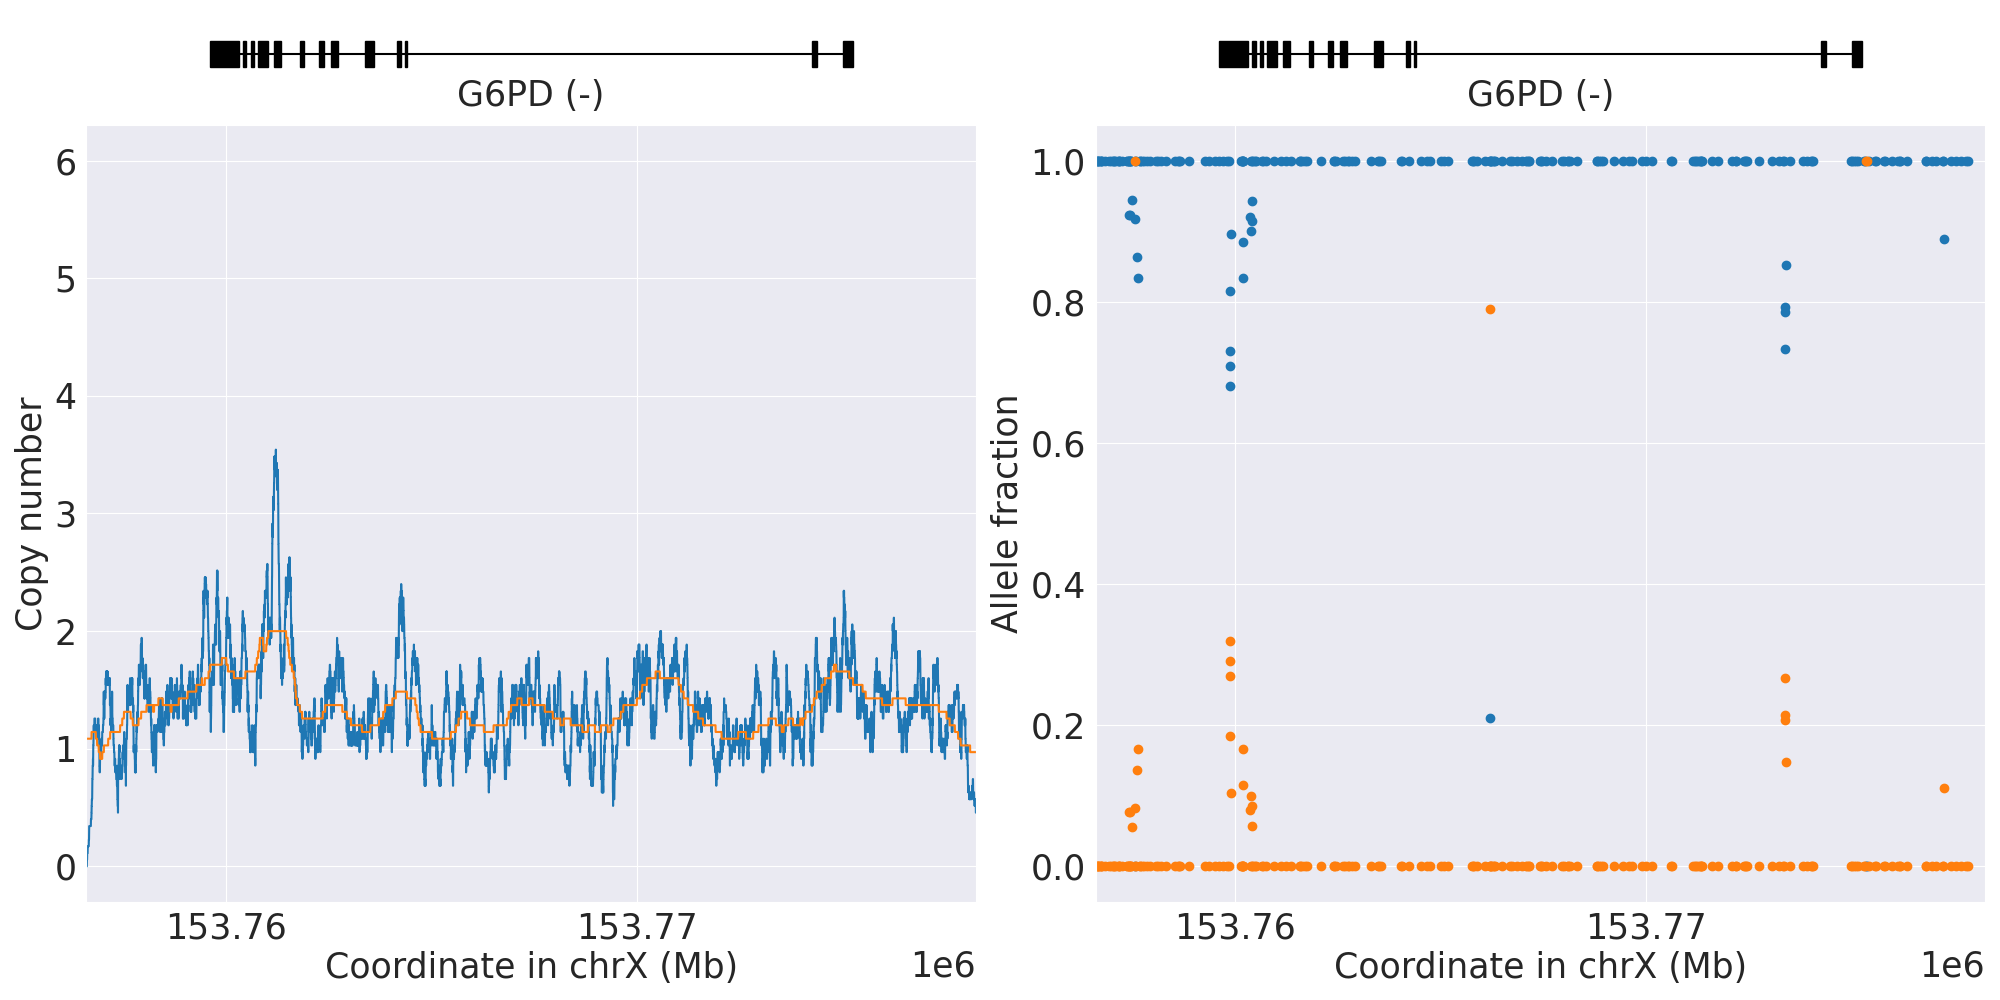 G6PD (-)
6
5
4
3
2
1
0
Copy number
153.76
153.77
Coordinate in chrX (Mb)
1e6
G6PD (-)
1.0
0.8
0.6
0.4
0.2
0.0
Allele fraction
153.76
153.77
Coordinate in chrX (Mb)
1e6